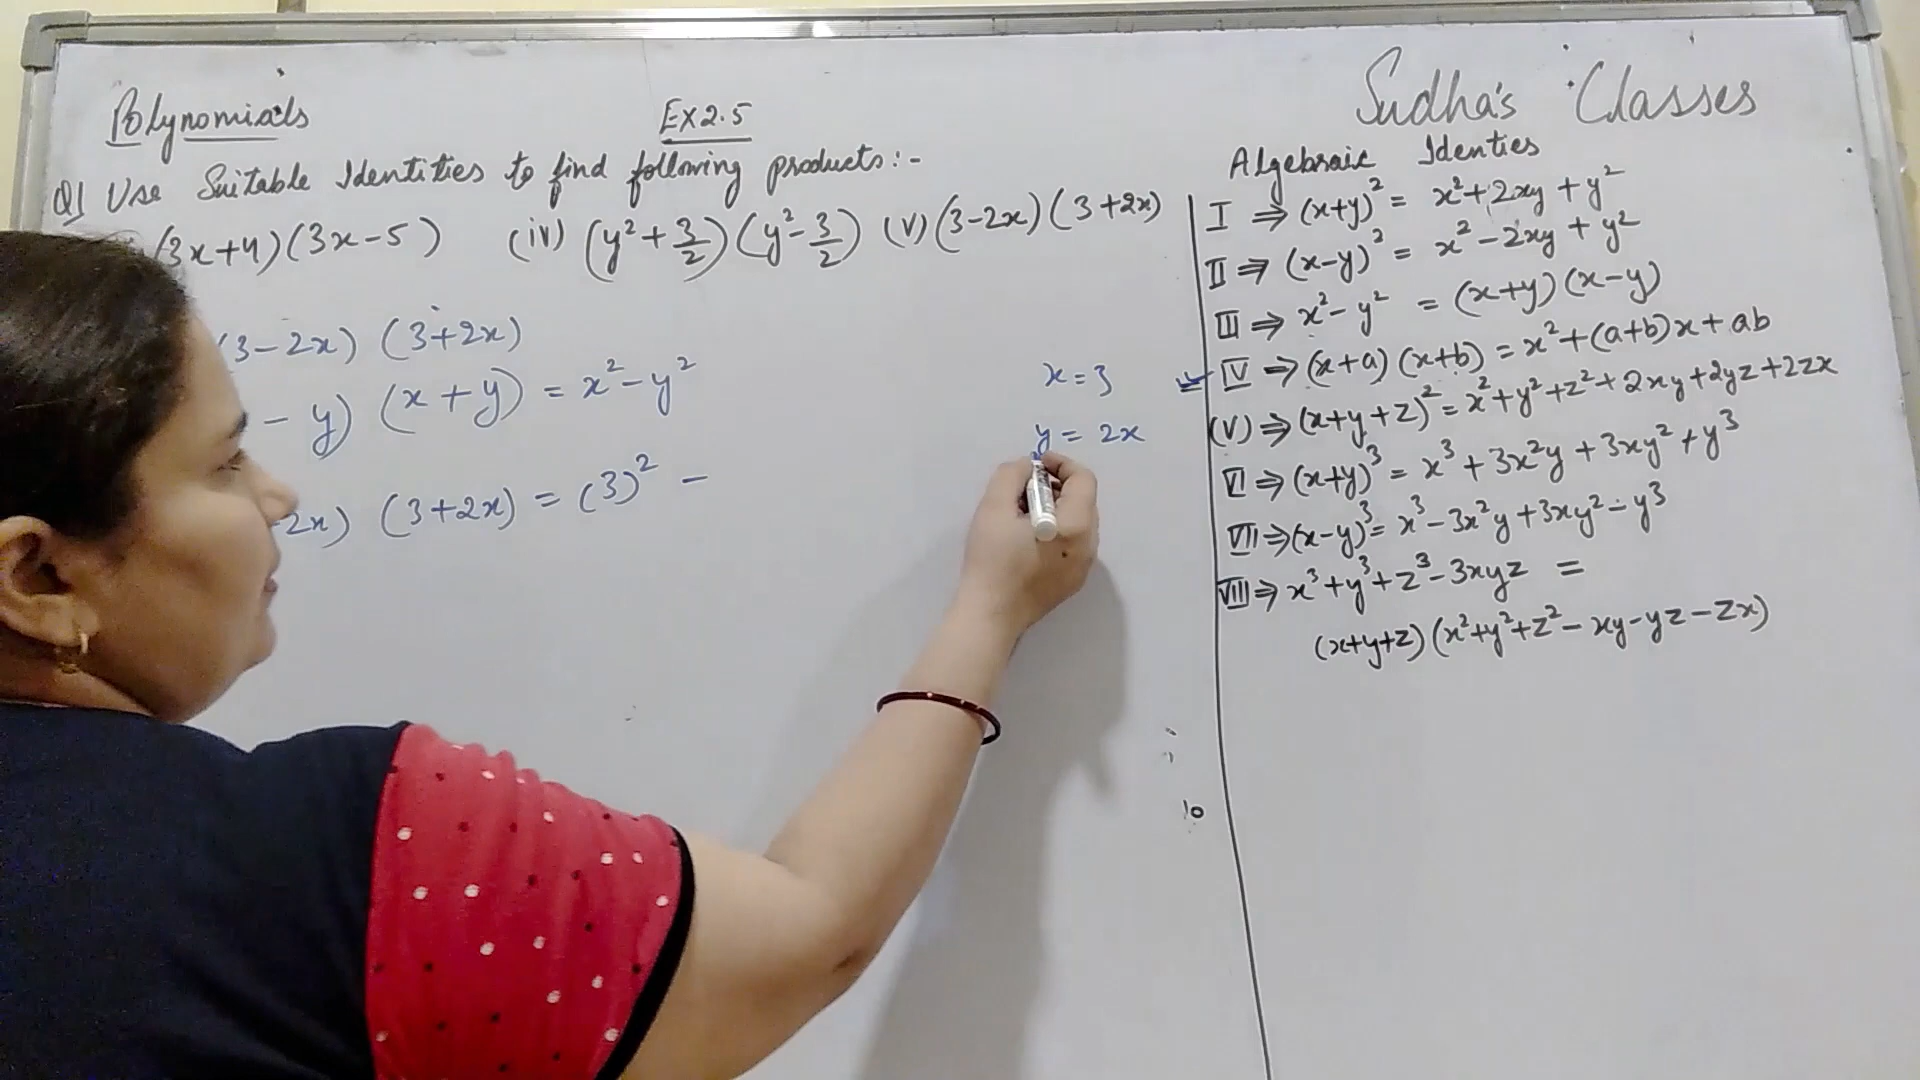 Polynomials
EX 2.5
Q1 Use Suitable Identities to find following products:-
(3x+4)(3x-5) (iv) (y²+3/2)(y²-3/2) (v) (3-2x)(3+2x)
(3-2x) (3+2x)
- y) (x+y) = x²-y²
2x) (3+2x) = (3)² -
x = 3
y = 2x
Sudha's Classes
Algebraic Identies
I ⇒ (x+y)² = x²+2xy+y²
II ⇒ (x-y)² = x²-2xy+y²
III ⇒ x²-y² = (x+y)(x-y)
IV ⇒ (x+a)(x+b) = x²+(a+b)x+ab
(V) ⇒ (x+y+z)² = x²+y²+z²+2xy+2yz+2zx
VI ⇒ (x+y)³ = x³+3x²y+3xy²+y³
VII ⇒ (x-y)³ = x³-3x²y+3xy²-y³
VIII ⇒ x³+y³+z³-3xyz =
(x+y+z)(x²+y²+z²-xy-yz-zx)